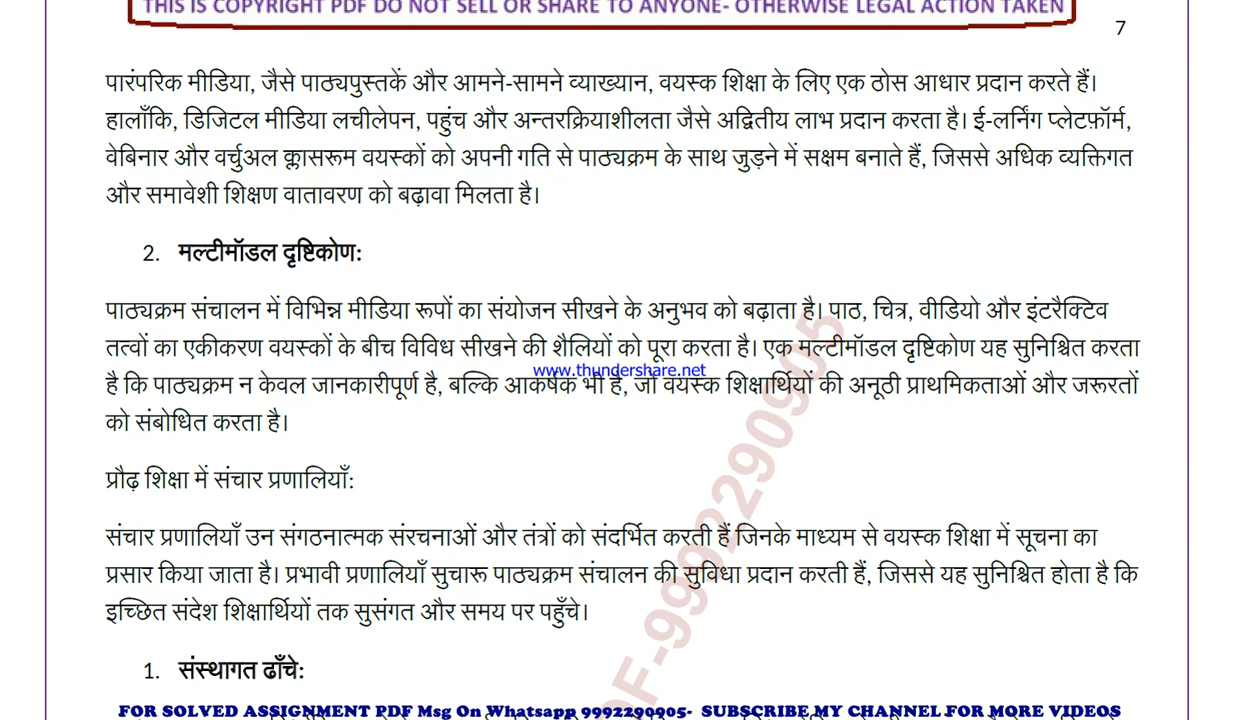 THIS IS COPYRIGHT PDF DO NOT SELL OR SHARE TO ANYONE- OTHERWISE LEGAL ACTION TAKEN
7
पारंपरिक मीडिया, जैसे पाठ्यपुस्तकें और आमने-सामने व्याख्यान, वयस्क शिक्षा के लिए एक ठोस आधार प्रदान करते हैं।
हालाँकि, डिजिटल मीडिया लचीलेपन, पहुंच और अन्तरक्रियाशीलता जैसे अद्वितीय लाभ प्रदान करता है। ई-लर्निंग प्लेटफ़ॉर्म,
वेबिनार और वर्चुअल क्लासरूम वयस्कों को अपनी गति से पाठ्यक्रम के साथ जुड़ने में सक्षम बनाते हैं, जिससे अधिक व्यक्तिगत
और समावेशी शिक्षण वातावरण को बढ़ावा मिलता है।
2. मल्टीमॉडल दृष्टिकोण:
पाठ्यक्रम संचालन में विभिन्न मीडिया रूपों का संयोजन सीखने के अनुभव को बढ़ाता है। पाठ, चित्र, वीडियो और इंटरैक्टिव
तत्वों का एकीकरण वयस्कों के बीच विविध सीखने की शैलियों को पूरा करता है। एक मल्टीमॉडल दृष्टिकोण यह सुनिश्चित करता
www.thundershare.net
है कि पाठ्यक्रम न केवल जानकारीपूर्ण है, बल्कि आकर्षक भी है, जो वयस्क शिक्षार्थियों की अनूठी प्राथमिकताओं और जरूरतों
को संबोधित करता है।
प्रौढ़ शिक्षा में संचार प्रणालियाँ:
संचार प्रणालियाँ उन संगठनात्मक संरचनाओं और तंत्रों को संदर्भित करती हैं जिनके माध्यम से वयस्क शिक्षा में सूचना का
प्रसार किया जाता है। प्रभावी प्रणालियाँ सुचारू पाठ्यक्रम संचालन की सुविधा प्रदान करती हैं, जिससे यह सुनिश्चित होता है कि
इच्छित संदेश शिक्षार्थियों तक सुसंगत और समय पर पहुँचे।
DF-9992290905
1. संस्थागत ढाँचे:
FOR SOLVED ASSIGNMENT PDF Msg On Whatsapp 9992290905- SUBSCRIBE MY CHANNEL FOR MORE VIDEOS